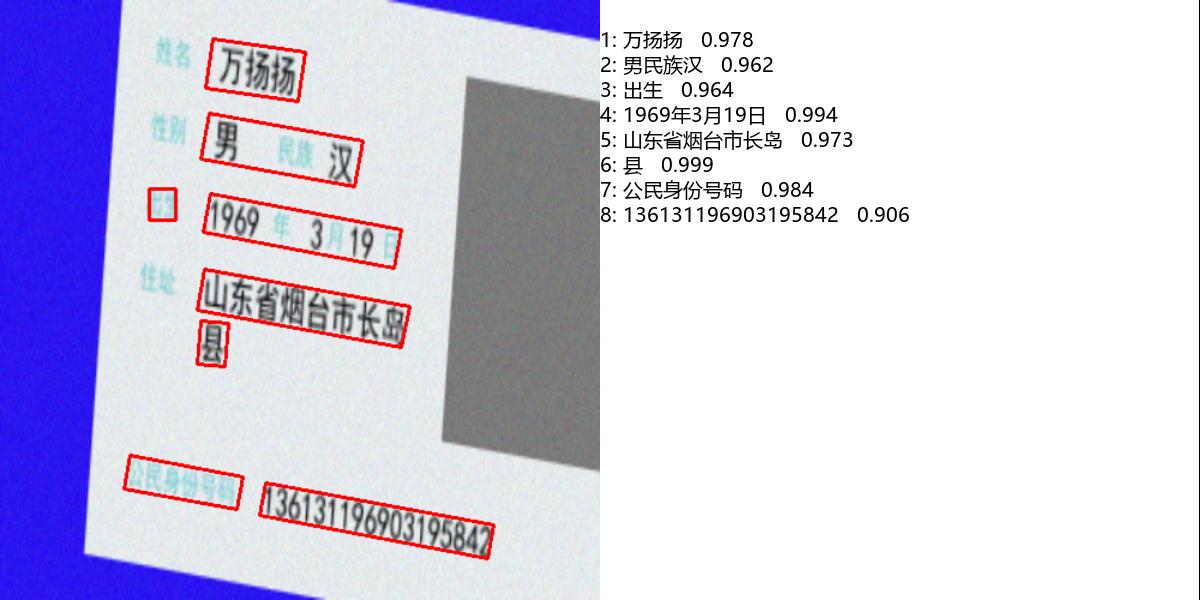 姓名 万扬扬
性别 男 民族 汉
出生 1969 年 3 月 19 日
住址 山东省烟台市长岛
县
公民身份号码 136131196903195842
1: 万扬扬 0.978
2: 男民族汉 0.962
3: 出生 0.964
4: 1969年3月19日 0.994
5: 山东省烟台市长岛 0.973
6: 县 0.999
7: 公民身份号码 0.984
8: 136131196903195842 0.906